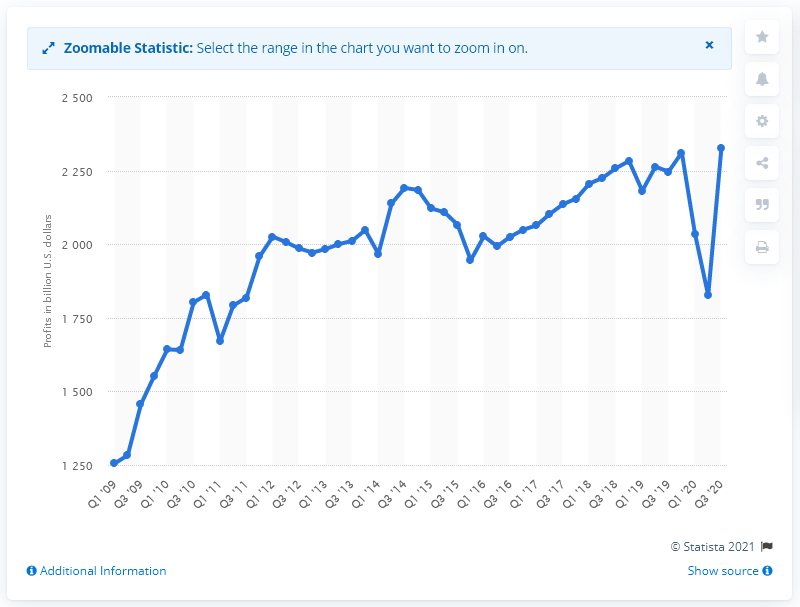 Zoomable Statistic: Select the range in the chart you want to zoom in on.
×
2 500
2 250
2 000
1 750
1 500
1 250
Profits in billion U.S. dollars
Q1 '09
Q3 '09
Q1 '10
Q3 '10
Q1 '11
Q3 '11
Q1 '12
Q3 '12
Q1 '13
Q3 '13
Q1 '14
Q3 '14
Q1 '15
Q3 '15
Q1 '16
Q3 '16
Q1 '17
Q3 '17
Q1 '18
Q3 '18
Q1 '19
Q3 '19
Q1 '20
Q3 '20
© Statista 2021
Additional Information
Show source